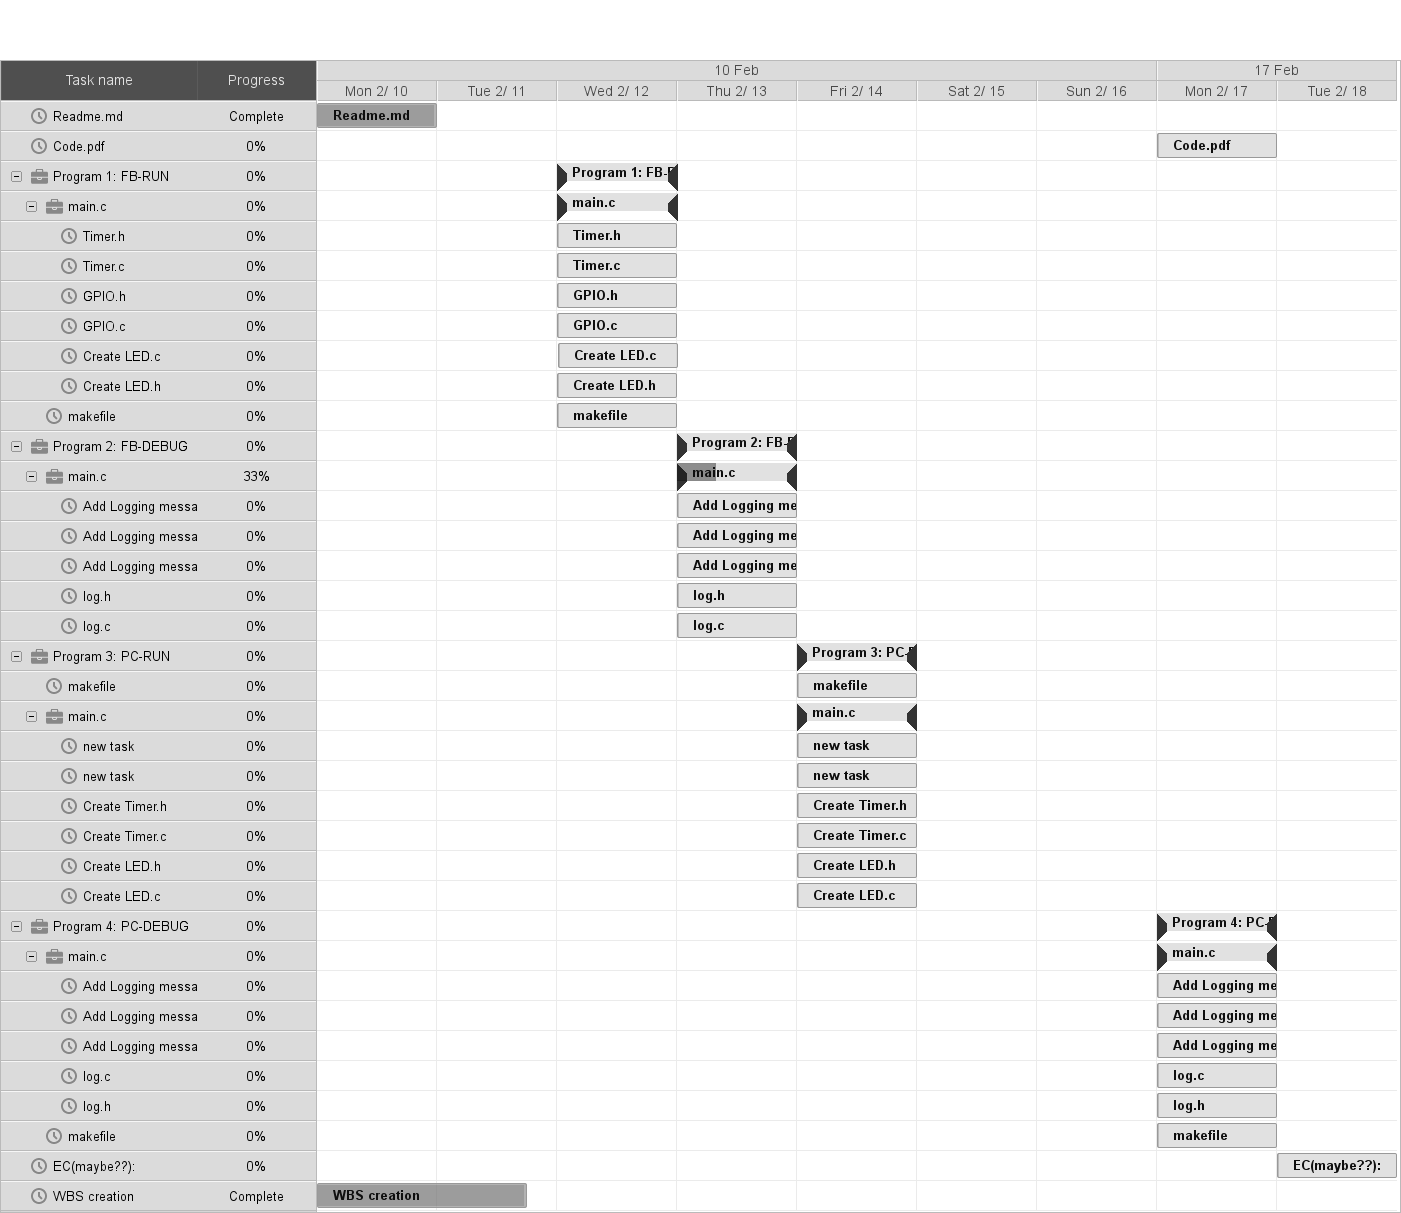 10 Feb 17 Feb
Task name Progress Mon 2/ 10 Tue 2/ 11 Wed 2/ 12 Thu 2/ 13 Fri 2/ 14 Sat 2/ 15 Sun 2/ 16 Mon 2/ 17 Tue 2/ 18
Readme.md Complete Readme.md
Code.pdf 0% Code.pdf
Program 1: FB-RUN 0% Program 1: FB-
main.c 0% main.c
Timer.h 0% Timer.h
Timer.c 0% Timer.c
GPIO.h 0% GPIO.h
GPIO.c 0% GPIO.c
Create LED.c 0% Create LED.c
Create LED.h 0% Create LED.h
makefile 0% makefile
Program 2: FB-DEBUG 0% Program 2: FB-
main.c 33% main.c
Add Logging messa 0% Add Logging me
Add Logging messa 0% Add Logging me
Add Logging messa 0% Add Logging me
log.h 0% log.h
log.c 0% log.c
Program 3: PC-RUN 0% Program 3: PC-
makefile 0% makefile
main.c 0% main.c
new task 0% new task
new task 0% new task
Create Timer.h 0% Create Timer.h
Create Timer.c 0% Create Timer.c
Create LED.h 0% Create LED.h
Create LED.c 0% Create LED.c
Program 4: PC-DEBUG 0% Program 4: PC-
main.c 0% main.c
Add Logging messa 0% Add Logging me
Add Logging messa 0% Add Logging me
Add Logging messa 0% Add Logging me
log.c 0% log.c
log.h 0% log.h
makefile 0% makefile
EC(maybe??): 0% EC(maybe??):
WBS creation Complete WBS creation